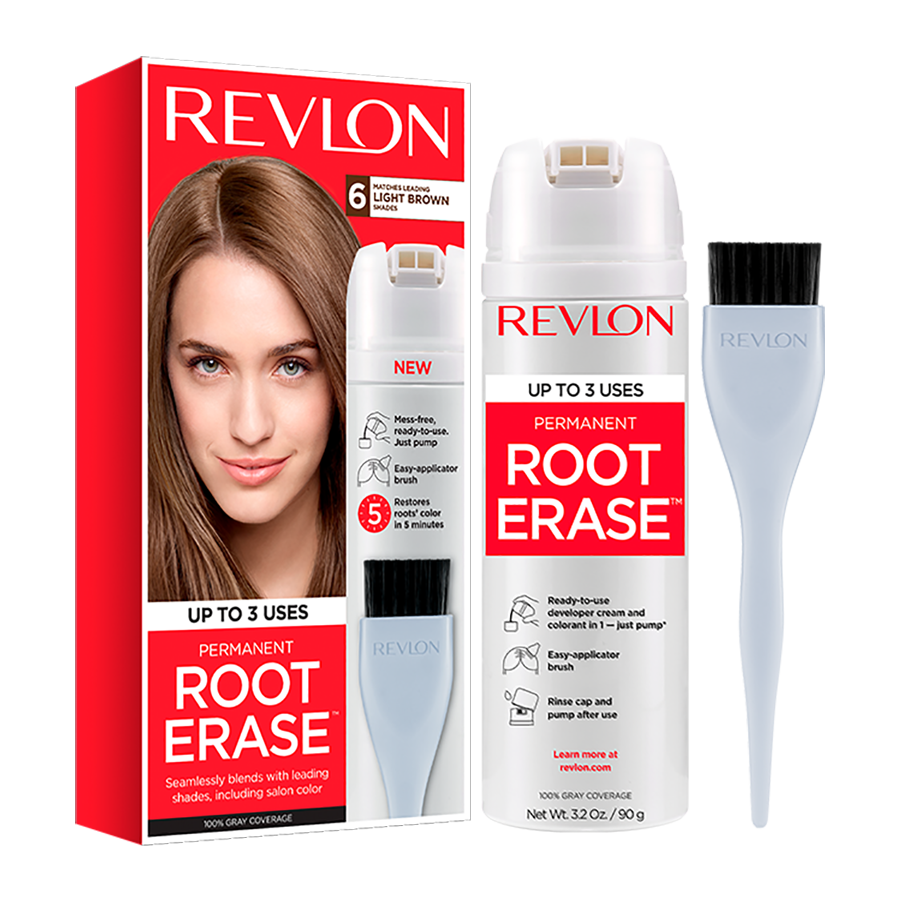 REVLON
6
MATCHES LEADING
LIGHT BROWN
SHADES
NEW
Mess-free,
ready-to-use.
Just pump
Easy-applicator
brush
5
Restores
roots' color
in 5 minutes
REVLON
UP TO 3 USES
PERMANENT
ROOT
ERASE™
Seamlessly blends with leading
shades, including salon color
100% GRAY COVERAGE
REVLON
UP TO 3 USES
PERMANENT
ROOT
ERASE™
Ready-to-use
developer cream and
colorant in 1 — just pump*
Easy-applicator
brush
Rinse cap and
pump after use
Learn more at
revlon.com
100% GRAY COVERAGE
Net Wt. 3.2 Oz. / 90 g
REVLON